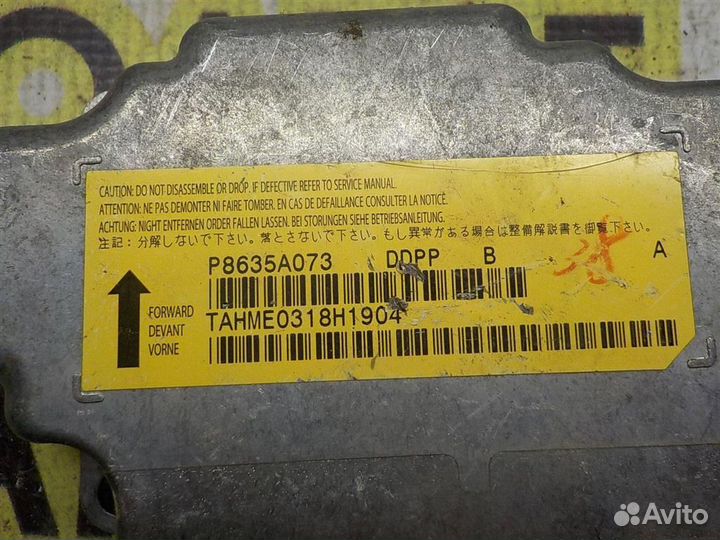 CAUTION: DO NOT DISASSEMBLE OR DROP. IF DEFECTIVE REFER TO SERVICE MANUAL.
ATTENTION: NE PAS DEMONTER NI FAIRE TOMBER. EN CAS DE DEFAILLANCE CONSULTER LA NOTICE.
ACHTUNG: NIGHT ENTFERNEN ORDER FALLEN LASSEN. BEI STORUNGEN SIEHE BETRIEBSANLEITUNG.
注記: 分解しないで下さい。落とさないで下さい。もし異常がある場合は整備解説書を御覧下さい。
P8635A073 DDPP B A
FORWARD
DEVANT
VORNE
TAHME0318H1904
Avito